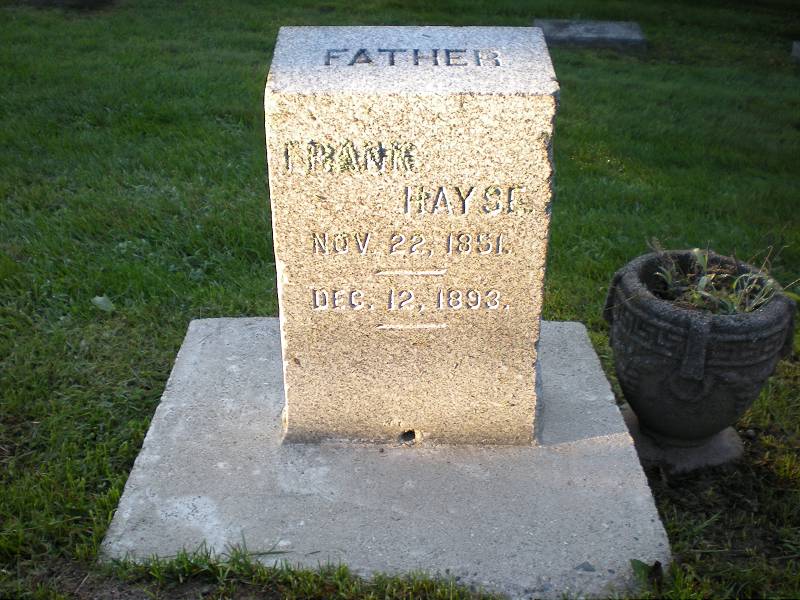 FATHER
FRANK
HAYSE
NOV. 22, 1851.
DEC. 12, 1893.